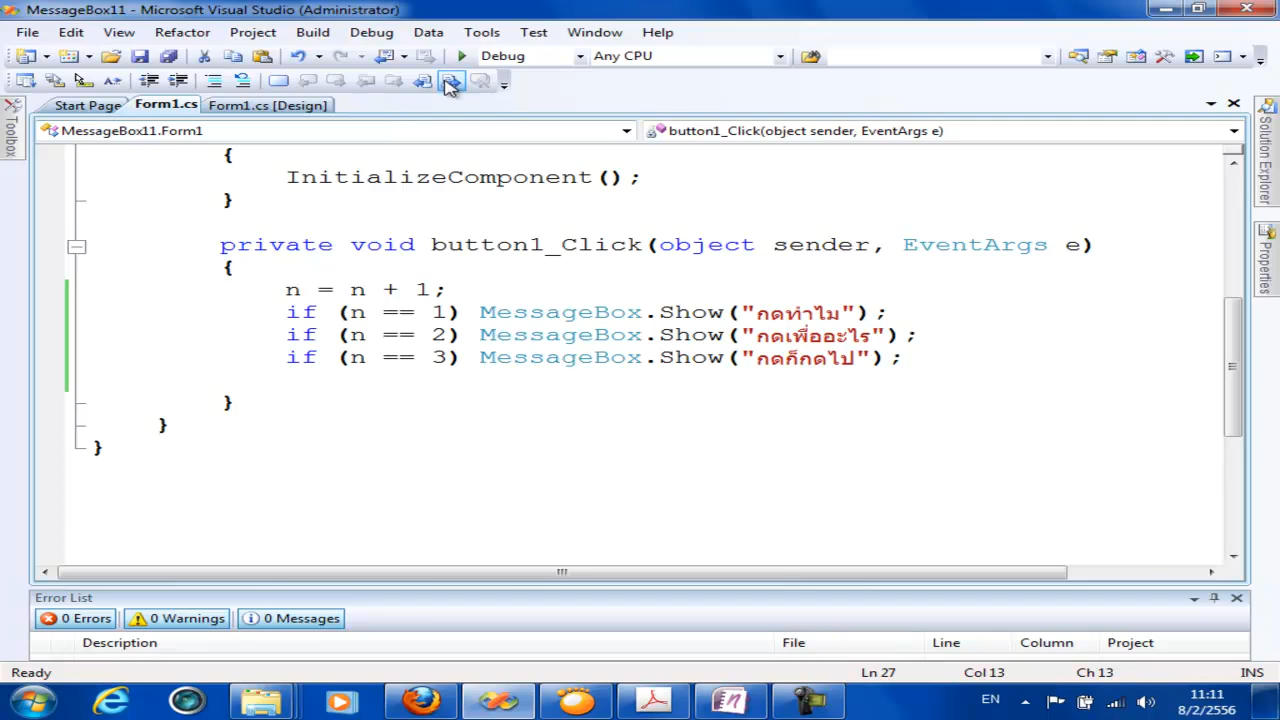 MessageBox11 - Microsoft Visual Studio (Administrator)
File Edit View Refactor Project Build Debug Data Tools Test Window Help
Debug Any CPU
Start Page Form1.cs Form1.cs [Design]
MessageBox11.Form1 button1_Click(object sender, EventArgs e)
Toolbox
Solution Explorer
Properties
{
InitializeComponent();
}
private void button1_Click(object sender, EventArgs e)
{
n = n + 1;
if (n == 1) MessageBox.Show("กดทำไม");
if (n == 2) MessageBox.Show("กดเพื่ออะไร");
if (n == 3) MessageBox.Show("กดก็กดไป");
}
}
}
Error List
0 Errors 0 Warnings 0 Messages
Description File Line Column Project
Ready Ln 27 Col 13 Ch 13 INS
EN 11:11
8/2/2556